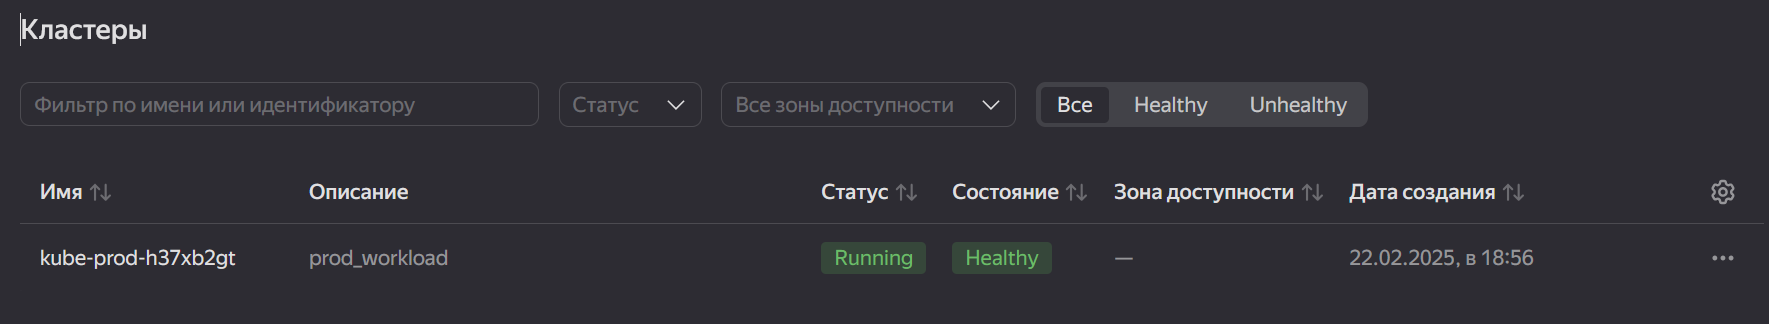 Кластеры
Фильтр по имени или идентификатору Статус Все зоны доступности Все Healthy Unhealthy
Имя Описание Статус Состояние Зона доступности Дата создания
kube-prod-h37xb2gt prod_workload Running Healthy — 22.02.2025, в 18:56